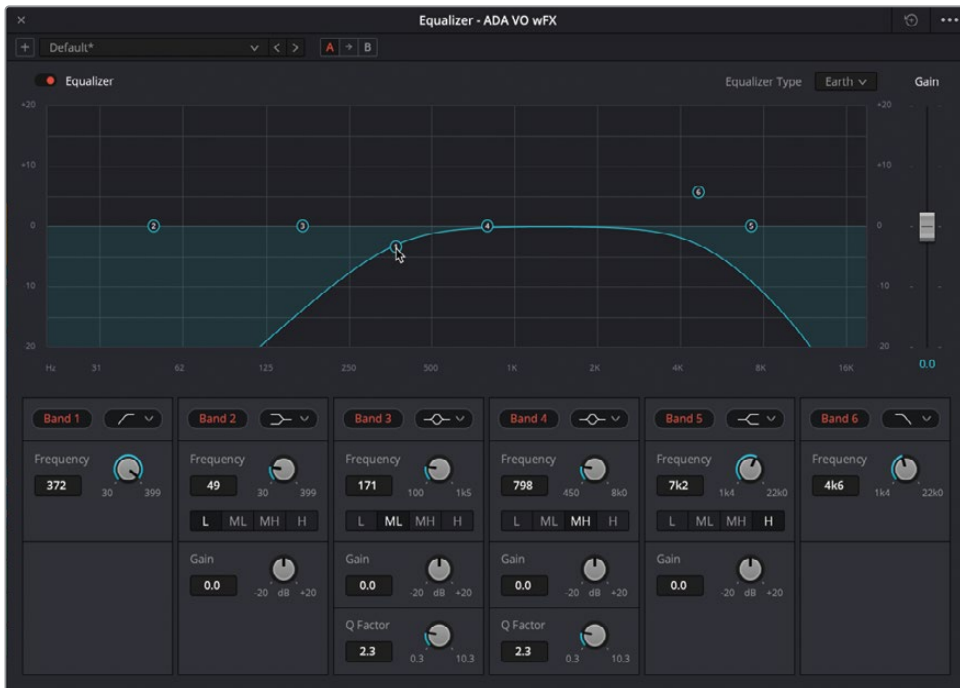 Equalizer - ADA VO wFX
Default* A B
Equalizer Equalizer Type Earth Gain
+20 +20
+10 +10
0 0
10 10
20 20
2 3 1 4 6 5
Hz 31 62 125 250 500 1K 2K 4K 8K 16K 0.0
Band 1 Band 2 Band 3 Band 4 Band 5 Band 6
Frequency Frequency Frequency Frequency Frequency Frequency
372 30 399 49 30 399 171 100 1k5 798 450 8k0 7k2 1k4 22k0 4k6 1k4 22k0
L ML MH H L ML MH H L ML MH H L ML MH H
Gain Gain Gain Gain
0.0 -20 dB +20 0.0 -20 dB +20 0.0 -20 dB +20 0.0 -20 dB +20
Q Factor Q Factor
2.3 0.3 10.3 2.3 0.3 10.3